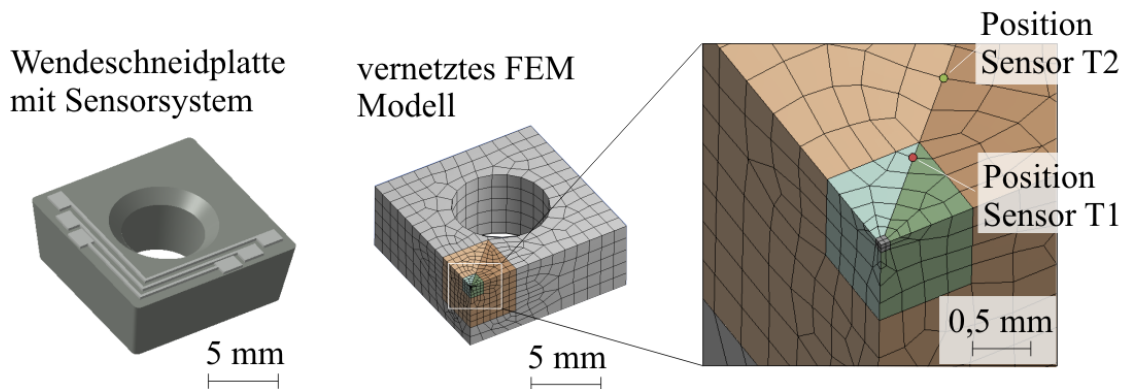 Wendeschneidplatte
mit Sensorsystem
5 mm
vernetztes FEM
Modell
5 mm
Position
Sensor T2
Position
Sensor T1
0,5 mm